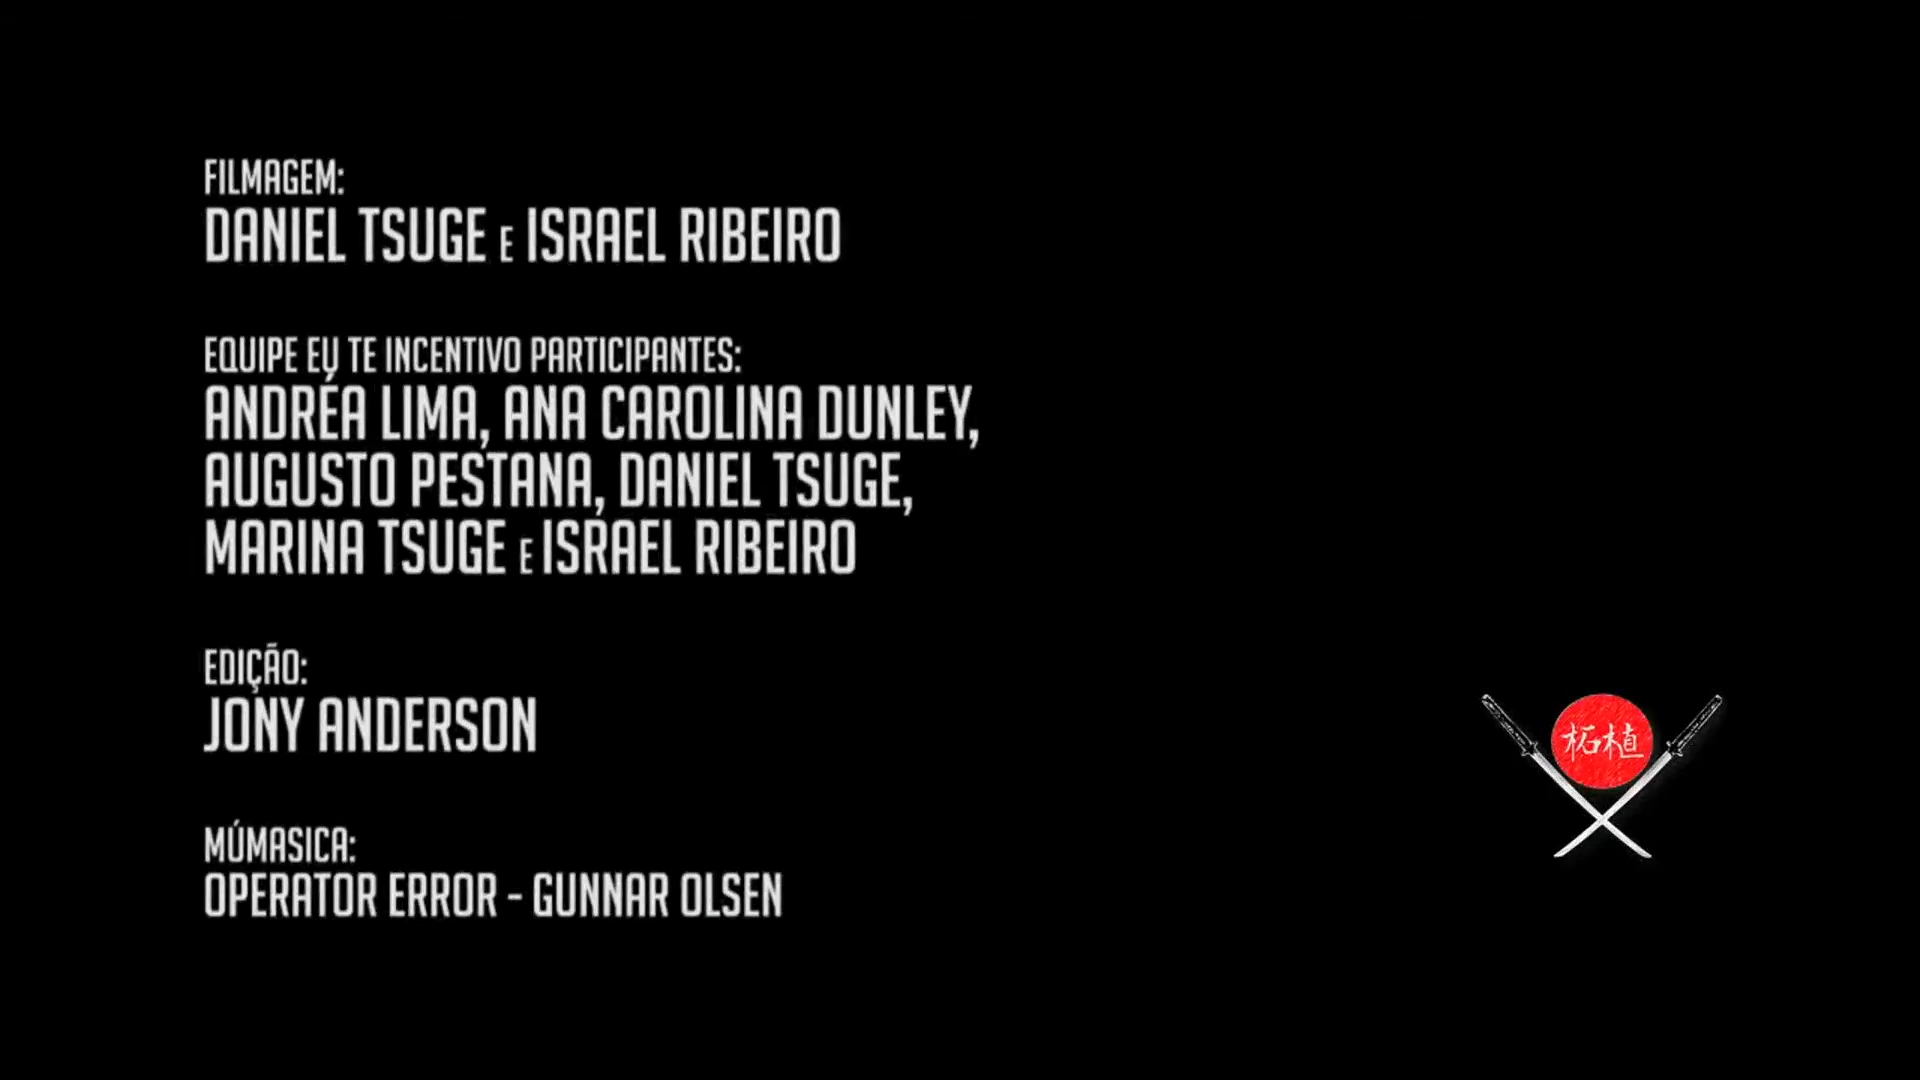 FILMAGEM:
DANIEL TSUGE E ISRAEL RIBEIRO
EQUIPE EU TE INCENTIVO PARTICIPANTES:
ANDRÉA LIMA, ANA CAROLINA DUNLEY,
AUGUSTO PESTANA, DANIEL TSUGE,
MARINA TSUGE E ISRAEL RIBEIRO
EDIÇÃO:
JONY ANDERSON
MÚMASICA:
OPERATOR ERROR - GUNNAR OLSEN
柘植